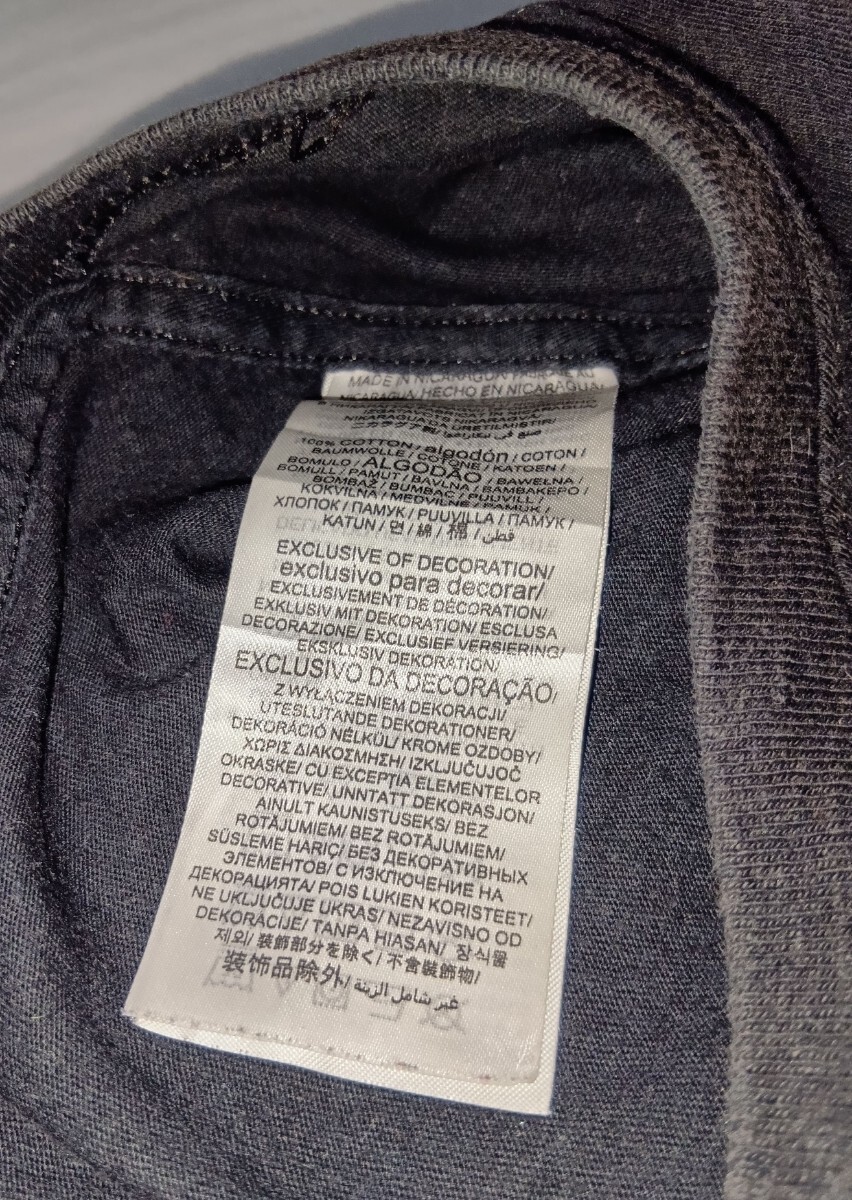 MADE IN NICARAGUA/
NICARAGUA/ HECHO EN NICARAGUA/
100% COTTON / algodón / COTON /
BAUMWOLLE / COTONE / KATOEN /
BOMULD / ALGODÃO
BOMULL / PAMUT / BAVLNA / BAWEŁNA /
BOMBAŽ / BUMBAC / PUUVILL /
KOKVILNA / MEDVILNĖ / PAMUK /
ХЛОПОК / ПАМУК / PUUVILLA / ПАМУК /
KATUN / 면 / 綿 / 棉 / قطن /
EXCLUSIVE OF DECORATION/
exclusivo para decorar/
EXCLUSIVEMENT DE DÉCORATION/
EXKLUSIV MIT DEKORATION/ ESCLUSA
DECORAZIONE/ EXCLUSIEF VERSIERING/
EKSKLUSIV DEKORATION/
EXCLUSIVO DA DECORAÇÃO/
Z WYŁĄCZENIEM DEKORACJI/
UTESLUTANDE DEKORATIONER/
DEKORÁCIÓ NÉLKÜL/ KROME OZDOBY/
ΧΩΡΙΣ ΔΙΑΚΟΣΜΗΣΗ/ IZKLJUČUJOČ
OKRASKE/ CU EXCEPŢIA ELEMENTELOR
DECORATIVE/ UNNTATT DEKORASJON/
AINULT KAUNISTUSEKS/ BEZ
ROTĀJUMIEM/ BEZ ROTĀJUMIEM/
SÜSLEME HARİÇ/ БЕЗ ДЕКОРАТИВНЫХ
ЭЛЕМЕНТОВ/ С ИЗКЛЮЧЕНИЕ НА
ДЕКОРАЦИЯТА/ POIS LUKIEN KORISTEET/
NE UKLJUČUJE UKRAS/ NEZAVISNO OD
DEKORACIJE/ TANPA HIASAN/ 장식물
제외/ 装飾部分を除く/ 不含裝飾物/
装饰品除外/ غير شامل الزينة/